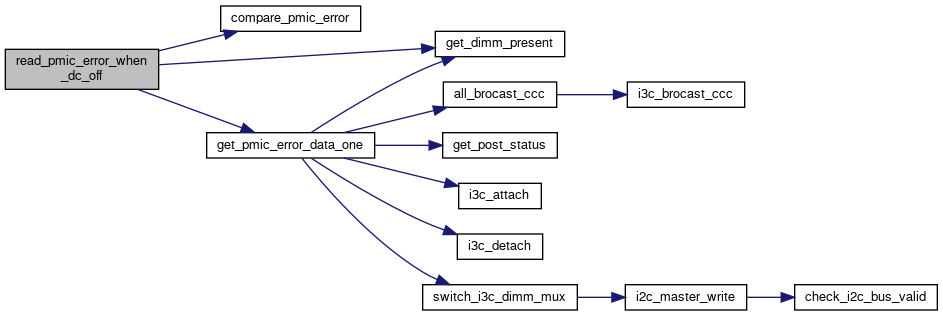 compare_pmic_error
read_pmic_error_when
_dc_off
get_dimm_present
all_brocast_ccc
i3c_brocast_ccc
get_pmic_error_data_one
get_post_status
i3c_attach
i3c_detach
switch_i3c_dimm_mux
i2c_master_write
check_i2c_bus_valid